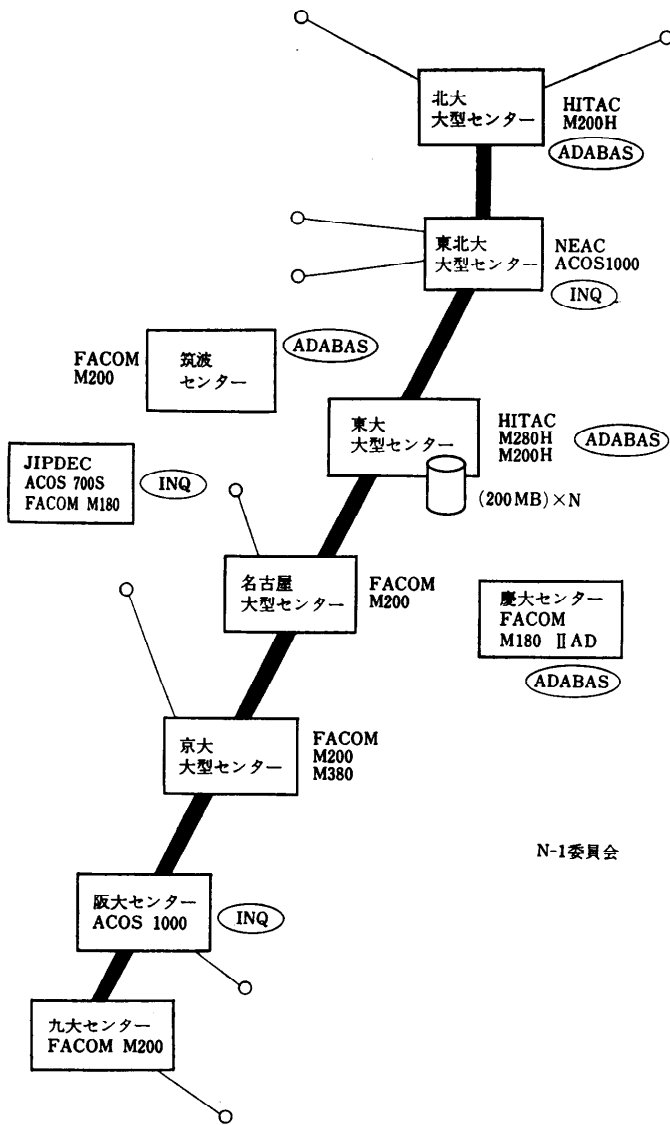 北大
大型センター
HITAC
M200H
ADABAS
東北大
大型センター
NEAC
ACOS1000
INQ
筑波
センター
FACOM
M200
ADABAS
東大
大型センター
HITAC
M280H
M200H
ADABAS
(200MB)×N
JIPDEC
ACOS 700S
FACOM M180
INQ
名古屋
大型センター
FACOM
M200
慶大センター
FACOM
M180 ⅡAD
ADABAS
京大
大型センター
FACOM
M200
M380
N-1委員会
阪大センター
ACOS 1000
INQ
九大センター
FACOM M200